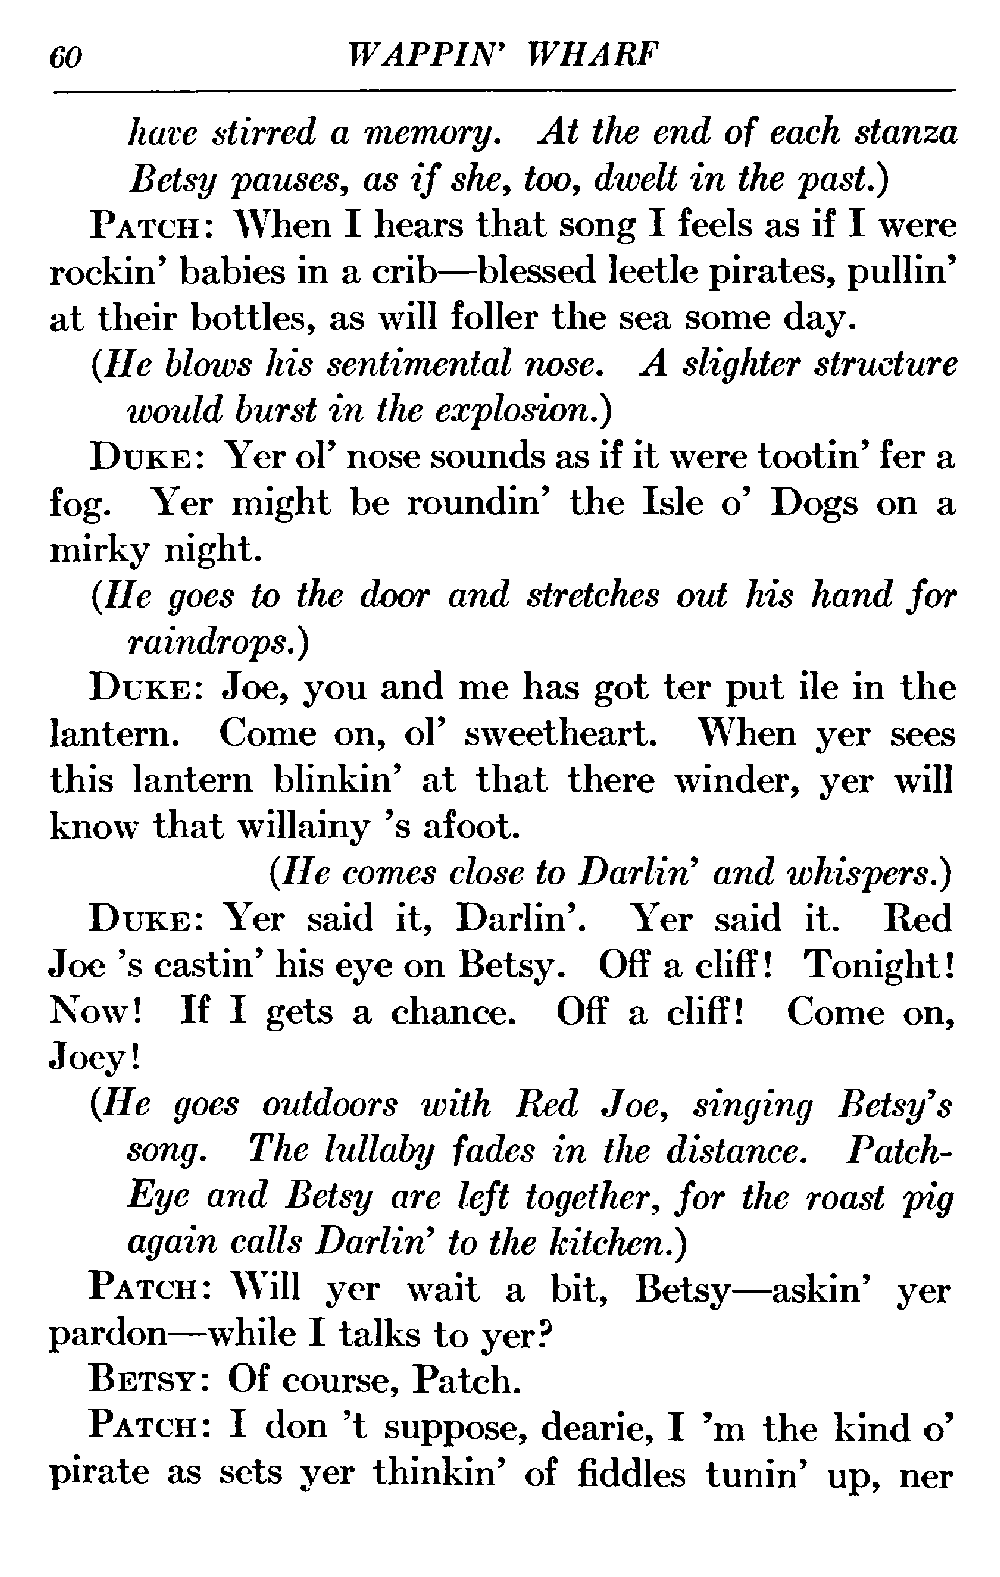 60 WAPPIN' WHARF
have stirred a memory. At the end of each stanza
Betsy pauses, as if she, too, dwelt in the past.)
PATCH: When I hears that song I feels as if I were
rockin' babies in a crib—blessed leetle pirates, pullin'
at their bottles, as will foller the sea some day.
(He blows his sentimental nose. A slighter structure
would burst in the explosion.)
DUKE: Yer ol' nose sounds as if it were tootin' fer a
fog. Yer might be roundin' the Isle o' Dogs on a
mirky night.
(He goes to the door and stretches out his hand for
raindrops.)
DUKE: Joe, you and me has got ter put ile in the
lantern. Come on, ol' sweetheart. When yer sees
this lantern blinkin' at that there winder, yer will
know that willainy 's afoot.
(He comes close to Darlin' and whispers.)
DUKE: Yer said it, Darlin'. Yer said it. Red
Joe 's castin' his eye on Betsy. Off a cliff! Tonight!
Now! If I gets a chance. Off a cliff! Come on,
Joey!
(He goes outdoors with Red Joe, singing Betsy's
song. The lullaby fades in the distance. Patch-
Eye and Betsy are left together, for the roast pig
again calls Darlin' to the kitchen.)
PATCH: Will yer wait a bit, Betsy—askin' yer
pardon—while I talks to yer?
BETSY: Of course, Patch.
PATCH: I don 't suppose, dearie, I 'm the kind o'
pirate as sets yer thinkin' of fiddles tunin' up, ner